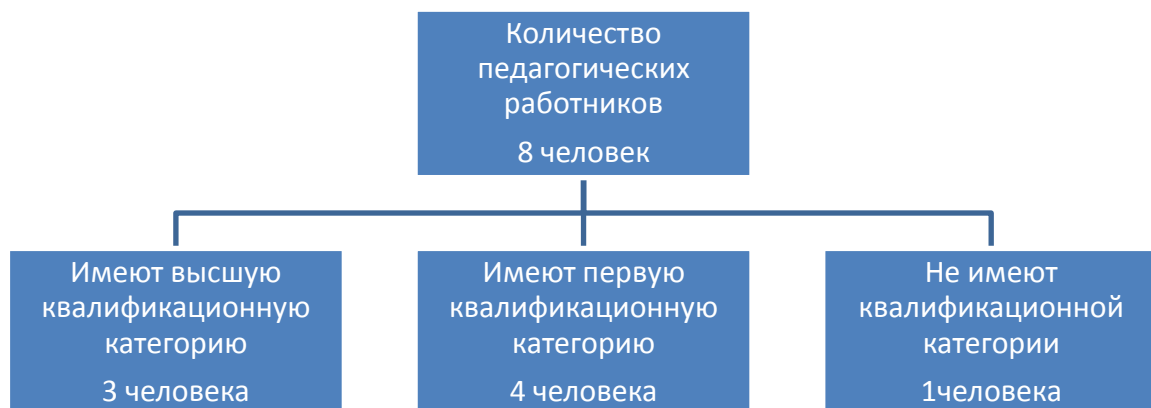 Количество
педагогических
работников
8 человек
Имеют высшую
квалификационную
категорию
3 человека
Имеют первую
квалификационную
категорию
4 человека
Не имеют
квалификационной
категории
1человека